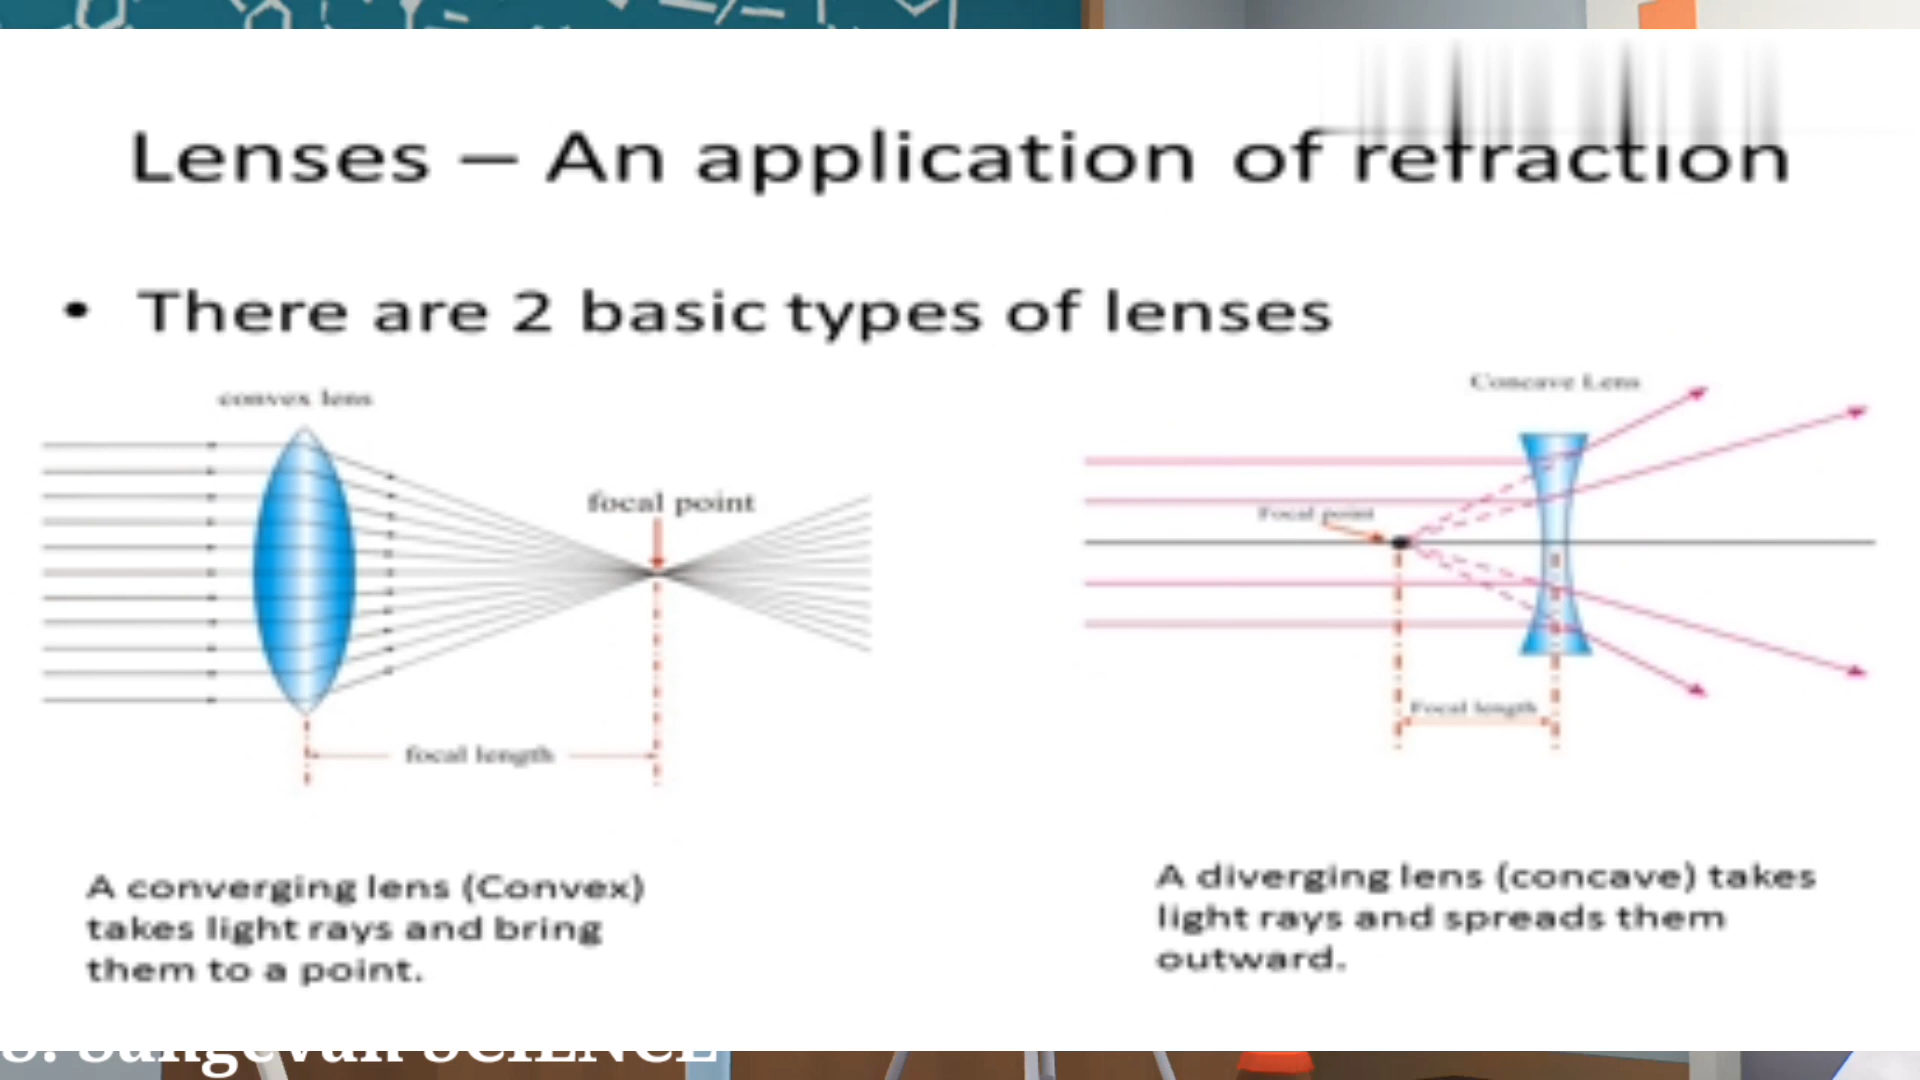 Lenses – An application of refraction
• There are 2 basic types of lenses
convex lens
focal point
focal length
Concave Lens
Focal point
Focal length
A converging lens (Convex)
takes light rays and bring
them to a point.
A diverging lens (concave) takes
light rays and spreads them
outward.
SCIENCE